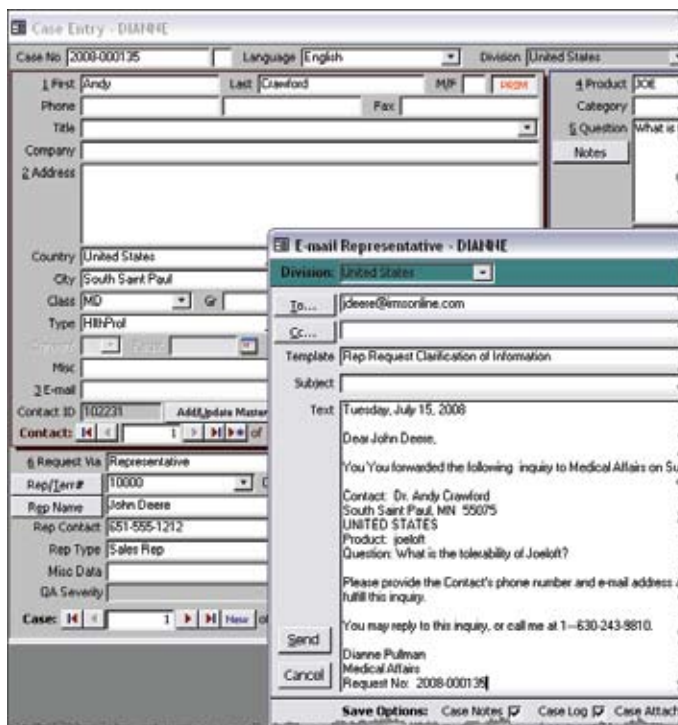 Case Entry - DIANNE
Case No 2008-000135 Language English Division United States
1 First Andy Last Crawford M/F
Phone Fax
Title
Company
2 Address
Country United States
City South Saint Paul
Class MD Gr
Type HlthProf
Misc
3 E-mail
Contact ID 102231 Add/Update Master
Contact: 1 of
4 Product JOE
Category
5 Question What is
Notes
6 Request Via Representative
Rep/Terr# 10000
Rep Name John Deere
Rep Contact 651-555-1212
Rep Type Sales Rep
Misc Data
QA Severity
Case: 1 New of
E-mail Representative - DIANNE
Division: United States
To... jdeere@irmsonline.com
Cc...
Template Rep Request Clarification of Information
Subject
Text Tuesday, July 15, 2008
Dear John Deere,
You You forwarded the following inquiry to Medical Affairs on Su
Contact: Dr. Andy Crawford
South Saint Paul, MN 55075
UNITED STATES
Product: joeloft
Question: What is the tolerability of Joeloft?
Please provide the Contact's phone number and e-mail address
fulfill this inquiry.
You may reply to this inquiry, or call me at 1--630-243-9810.
Dianne Pullman
Medical Affairs
Request No: 2008-000135
Send
Cancel
Save Options: Case Notes Case Log Case Attach